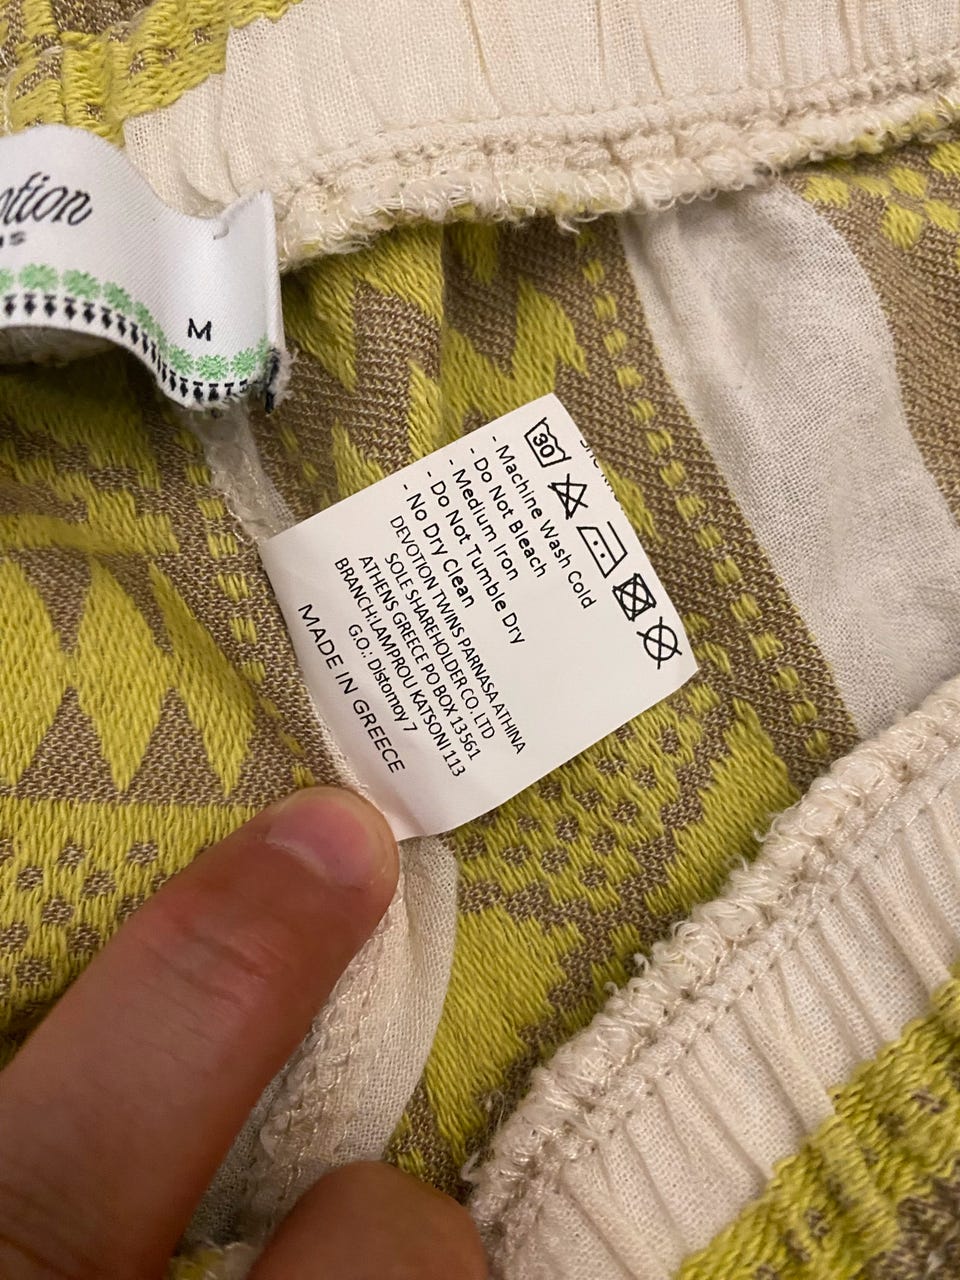 M
30
- Machine Wash Cold
- Do Not Bleach
- Medium Iron
- Do Not Tumble Dry
- No Dry Clean
DEVOTION TWINS PARNASA ATHINA
SOLE SHAREHOLDER CO. LTD
ATHENS GREECE PO BOX 13561
BRANCH:LAMPROU KATSONI 113
G.O.: Distomoy 7
MADE IN GREECE